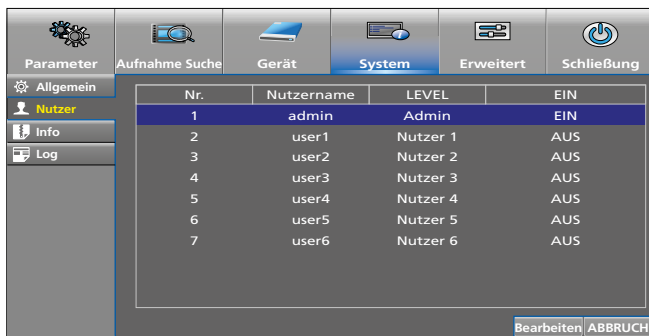 Parameter Aufnahme Suche Gerät System Erweitert Schließung
Allgemein
Nutzer
Info
Log
Nr. Nutzername LEVEL EIN
1 admin Admin EIN
2 user1 Nutzer 1 AUS
3 user2 Nutzer 2 AUS
4 user3 Nutzer 3 AUS
5 user4 Nutzer 4 AUS
6 user5 Nutzer 5 AUS
7 user6 Nutzer 6 AUS
Bearbeiten ABBRUCH